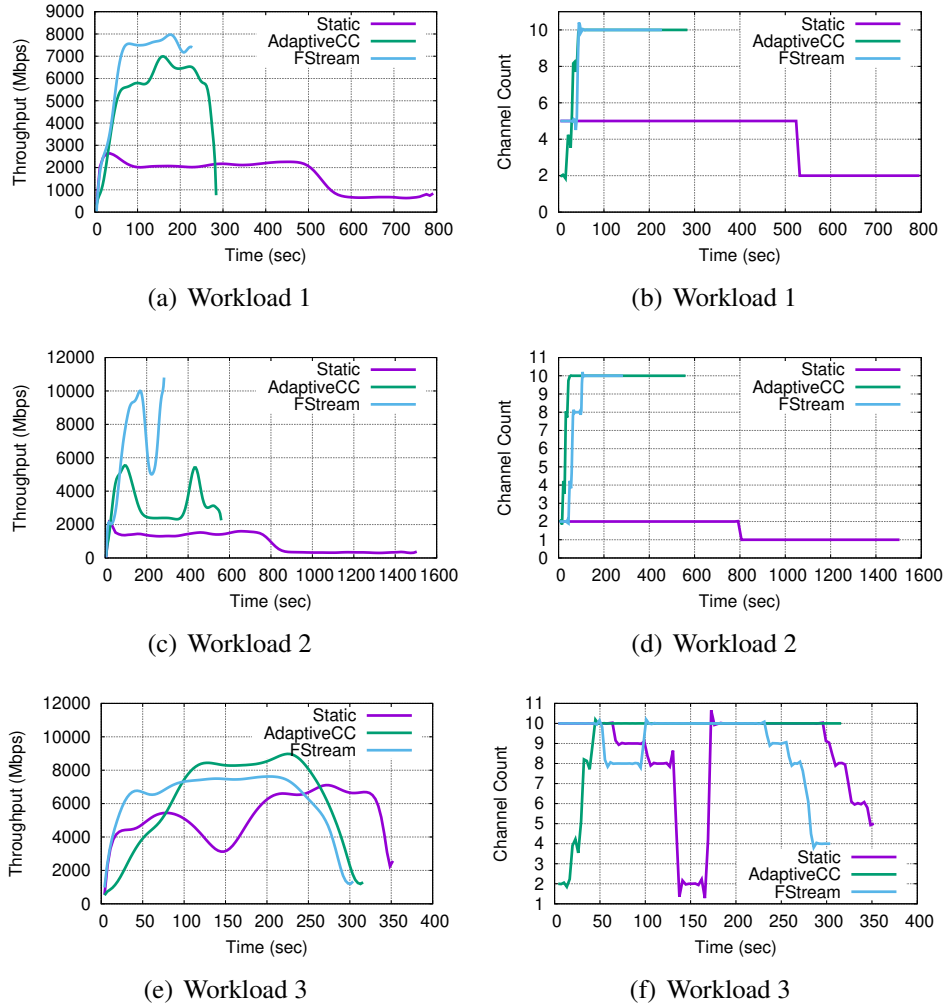 Throughput (Mbps)
9000
8000
7000
6000
5000
4000
3000
2000
1000
0
Static
AdaptiveCC
FStream
0 100 200 300 400 500 600 700 800
Time (sec)
(a) Workload 1
Channel Count
10
8
6
4
2
0
Static
AdaptiveCC
FStream
0 100 200 300 400 500 600 700 800
Time (sec)
(b) Workload 1
Throughput (Mbps)
12000
10000
8000
6000
4000
2000
0
Static
AdaptiveCC
FStream
0 200 400 600 800 1000 1200 1400 1600
Time (sec)
(c) Workload 2
Channel Count
11
10
9
8
7
6
5
4
3
2
1
0
Static
AdaptiveCC
FStream
0 200 400 600 800 1000 1200 1400 1600
Time (sec)
(d) Workload 2
Throughput (Mbps)
12000
10000
8000
6000
4000
2000
0
Static
AdaptiveCC
FStream
0 50 100 150 200 250 300 350 400
Time (sec)
(e) Workload 3
Channel Count
11
10
9
8
7
6
5
4
3
2
1
Static
AdaptiveCC
FStream
0 50 100 150 200 250 300 350 400
Time (sec)
(f) Workload 3